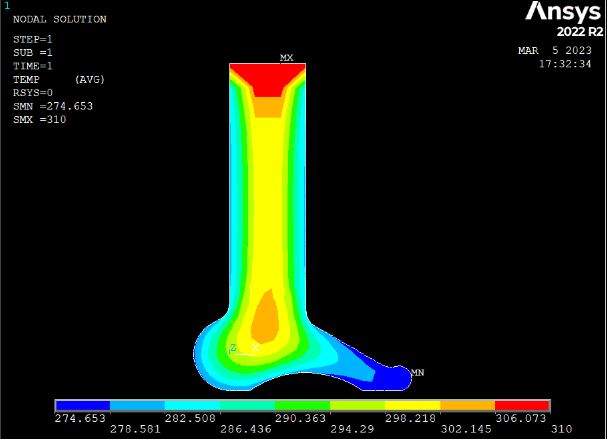 1
NODAL SOLUTION
Ansys
2022 R2
STEP=1
SUB =1
TIME=1
TEMP (AVG)
RSYS=0
SMN =274.653
SMX =310
MAR 5 2023
17:32:34
MX
Z X
MN
274.653 282.508 290.363 298.218 306.073
278.581 286.436 294.29 302.145 310